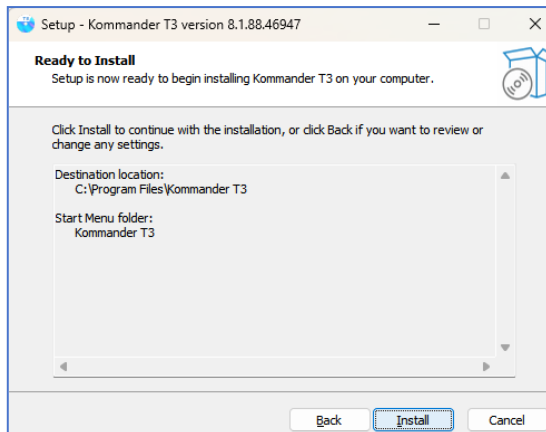 Setup - Kommander T3 version 8.1.88.46947
Ready to Install
Setup is now ready to begin installing Kommander T3 on your computer.
Click Install to continue with the installation, or click Back if you want to review or
change any settings.
Destination location:
C:\Program Files\Kommander T3
Start Menu folder:
Kommander T3
Back
Install
Cancel